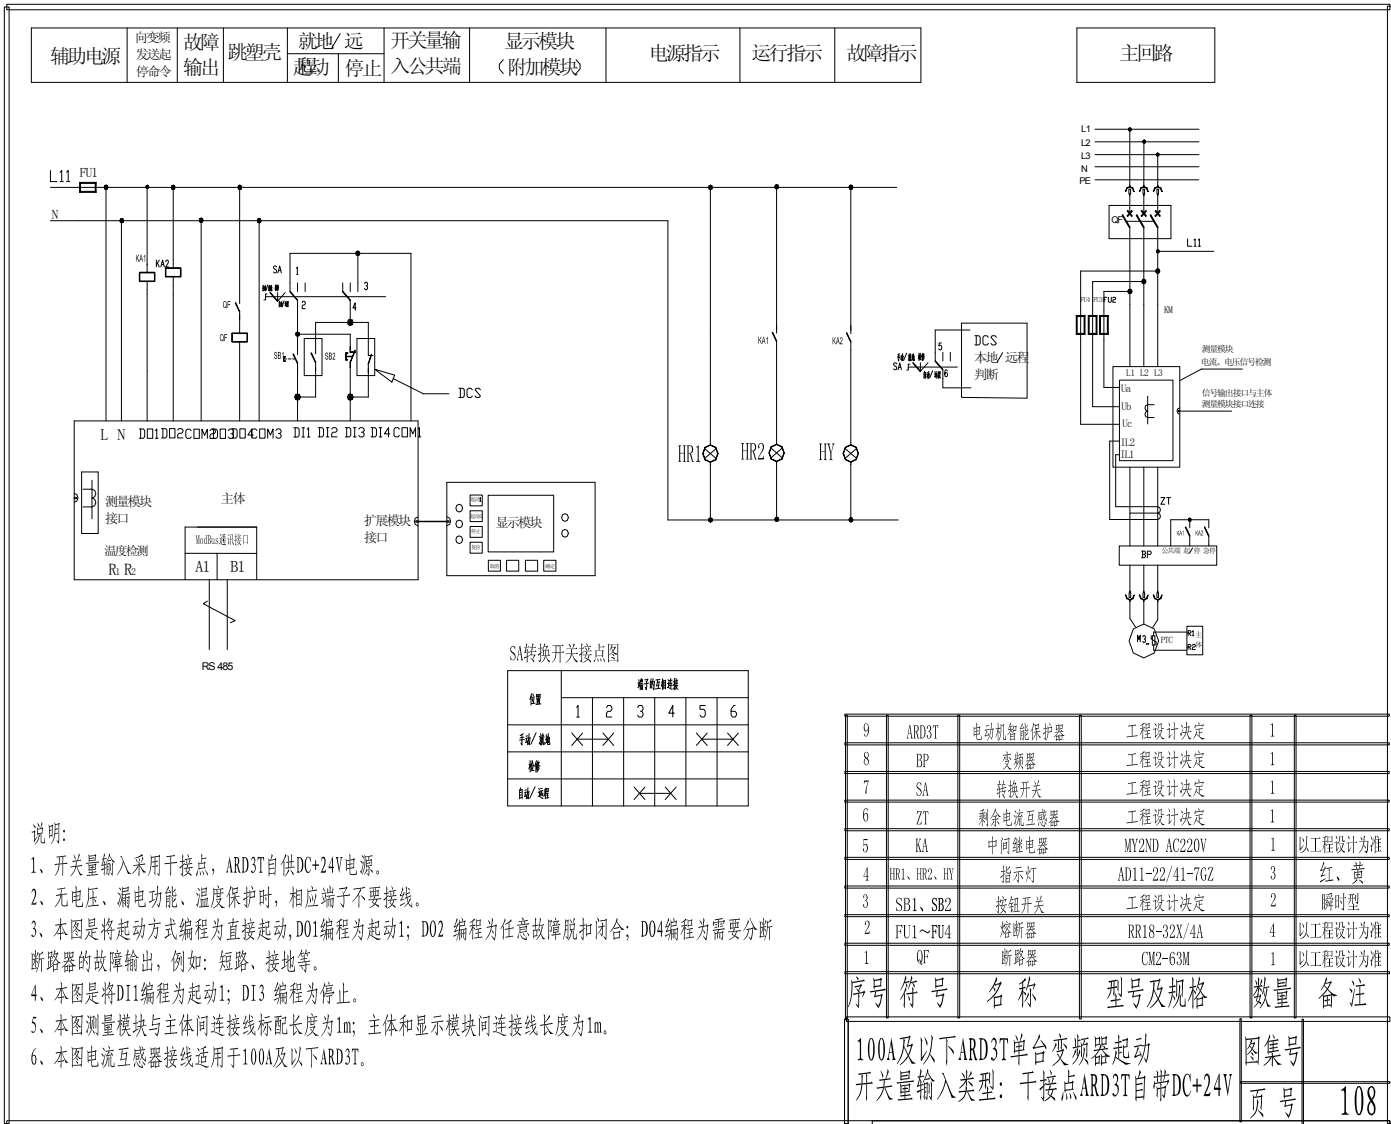 辅助电源
向变频
发送起
停命令
故障
输出
跳塑壳
就地/远
起动
停止
开关量输
入公共端
显示模块
(附加模块)
电源指示
运行指示
故障指示
主回路
L11 FU1
N
KA1
KA2
QF
QF
SA
1
3
2
4
SB1
SB2
DCS
L N DO1 DO2 COM2 DO3 DO4 COM3 DI1 DI2 DI3 DI4 COM1
测量模块
接口
主体
扩展模块
接口
ModBus通讯接口
温度检测
R1 R2
A1 B1
RS 485
显示模块
HR1
KA1
HR2
KA2
HY
SA
5
6
DCS
本地/远程
判断
L1
L2
L3
N
PE
QF
L11
FU4 FU3 FU2
KM
L1 L2 L3
Ua
Ub
Uc
IL2
IL1
测量模块
电流、电压信号检测
信号输出接口与主体
测量模块接口连接
ZT
KA1 KA2
BP
公共端 起/停 急停
M3
PTC
R1
R2
主
体
SA转换开关接点图
位置
端子的互相连接
1 2 3 4 5 6
手动/就地
检修
自动/远程
说明:
1、开关量输入采用干接点，ARD3T自供DC+24V电源。
2、无电压、漏电功能、温度保护时，相应端子不要接线。
3、本图是将起动方式编程为直接起动,DO1编程为起动1；DO2 编程为任意故障脱扣闭合；DO4编程为需要分断
断路器的故障输出，例如：短路、接地等。
4、本图是将DI1编程为起动1；DI3 编程为停止。
5、本图测量模块与主体间连接线标配长度为1m；主体和显示模块间连接线长度为1m。
6、本图电流互感器接线适用于100A及以下ARD3T。
9 ARD3T 电动机智能保护器 工程设计决定 1
8 BP 变频器 工程设计决定 1
7 SA 转换开关 工程设计决定 1
6 ZT 剩余电流互感器 工程设计决定 1
5 KA 中间继电器 MY2ND AC220V 1 以工程设计为准
4 HR1、HR2、HY 指示灯 AD11-22/41-7GZ 3 红、黄
3 SB1、SB2 按钮开关 工程设计决定 2 瞬时型
2 FU1～FU4 熔断器 RR18-32X/4A 4 以工程设计为准
1 QF 断路器 CM2-63M 1 以工程设计为准
序号 符 号 名 称 型号及规格 数量 备 注
100A及以下ARD3T单台变频器起动
开关量输入类型：干接点ARD3T自带DC+24V
图集号
页 号 108